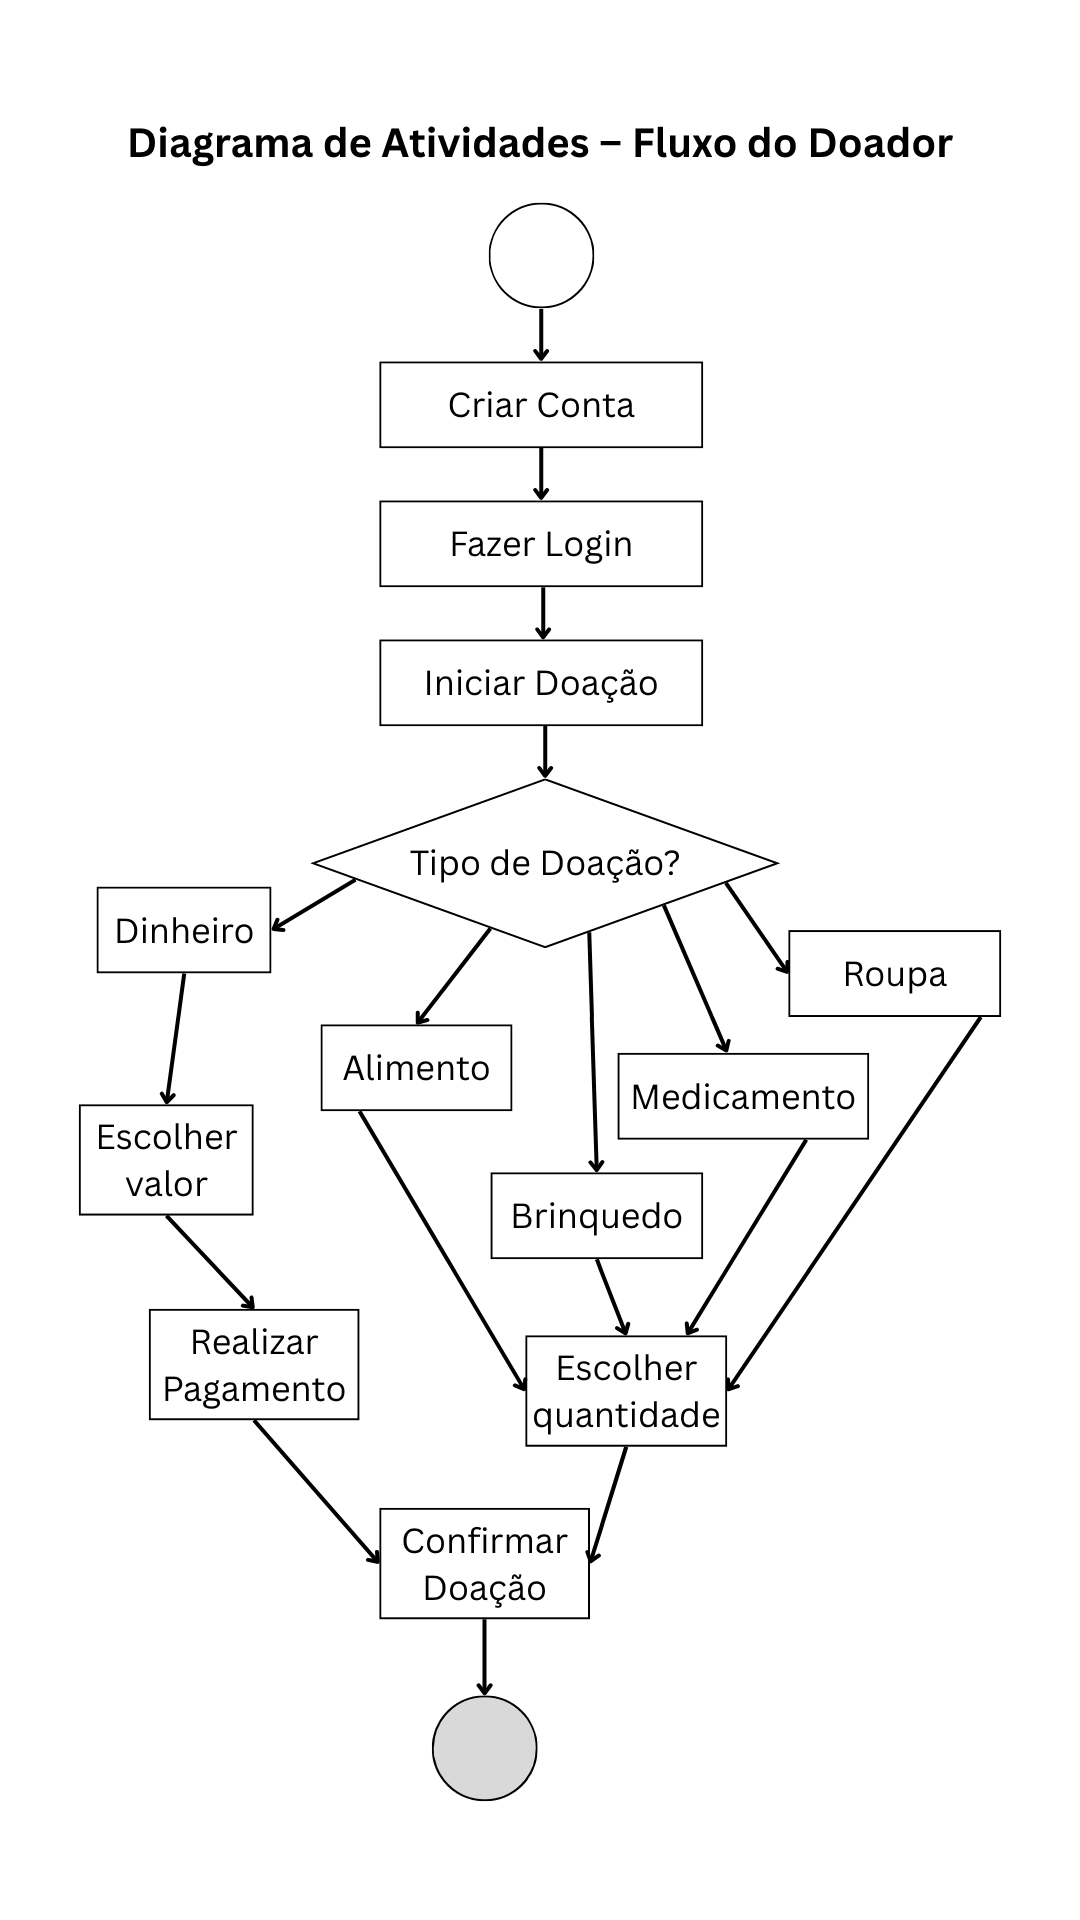 Diagrama de Atividades – Fluxo do Doador
Criar Conta
Fazer Login
Iniciar Doação
Tipo de Doação?
Dinheiro
Roupa
Alimento
Medicamento
Escolher
valor
Brinquedo
Realizar
Pagamento
Escolher
quantidade
Confirmar
Doação